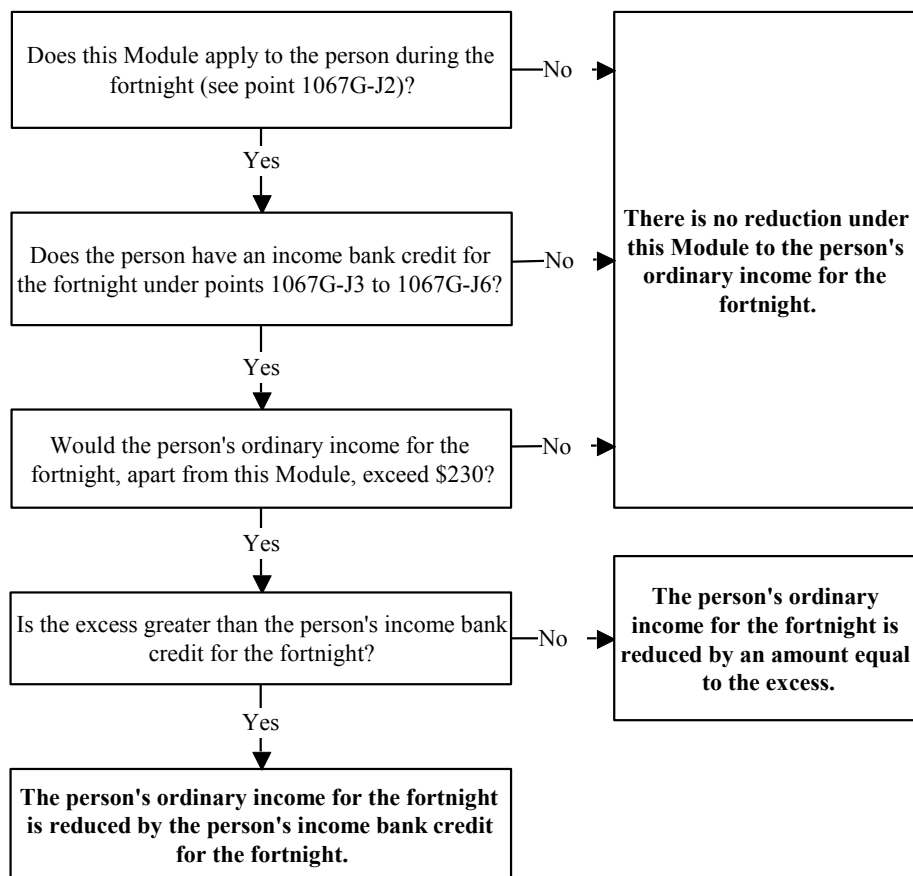 Does this Module apply to the person during the
fortnight (see point 1067G-J2)?
No
Yes
Does the person have an income bank credit for
the fortnight under points 1067G-J3 to 1067G-J6?
No
There is no reduction under
this Module to the person's
ordinary income for the
fortnight.
Yes
Would the person's ordinary income for the
fortnight, apart from this Module, exceed $230?
No
Yes
Is the excess greater than the person's income bank
credit for the fortnight?
No
The person's ordinary
income for the fortnight is
reduced by an amount equal
to the excess.
Yes
The person's ordinary income for the fortnight
is reduced by the person's income bank credit
for the fortnight.